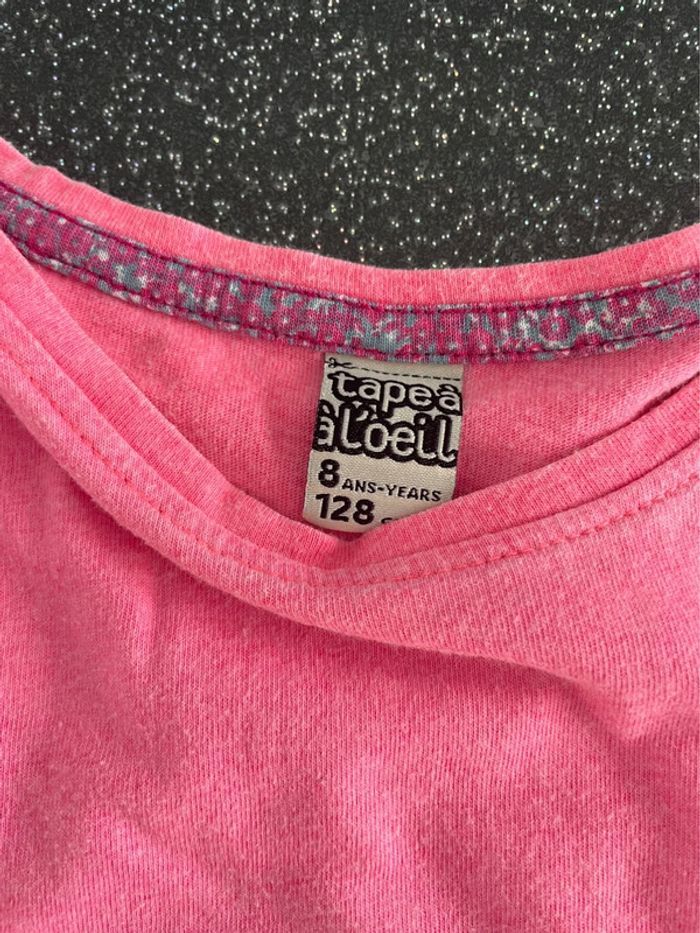 tapeà
àl'oeil
8 ANS-YEARS
128